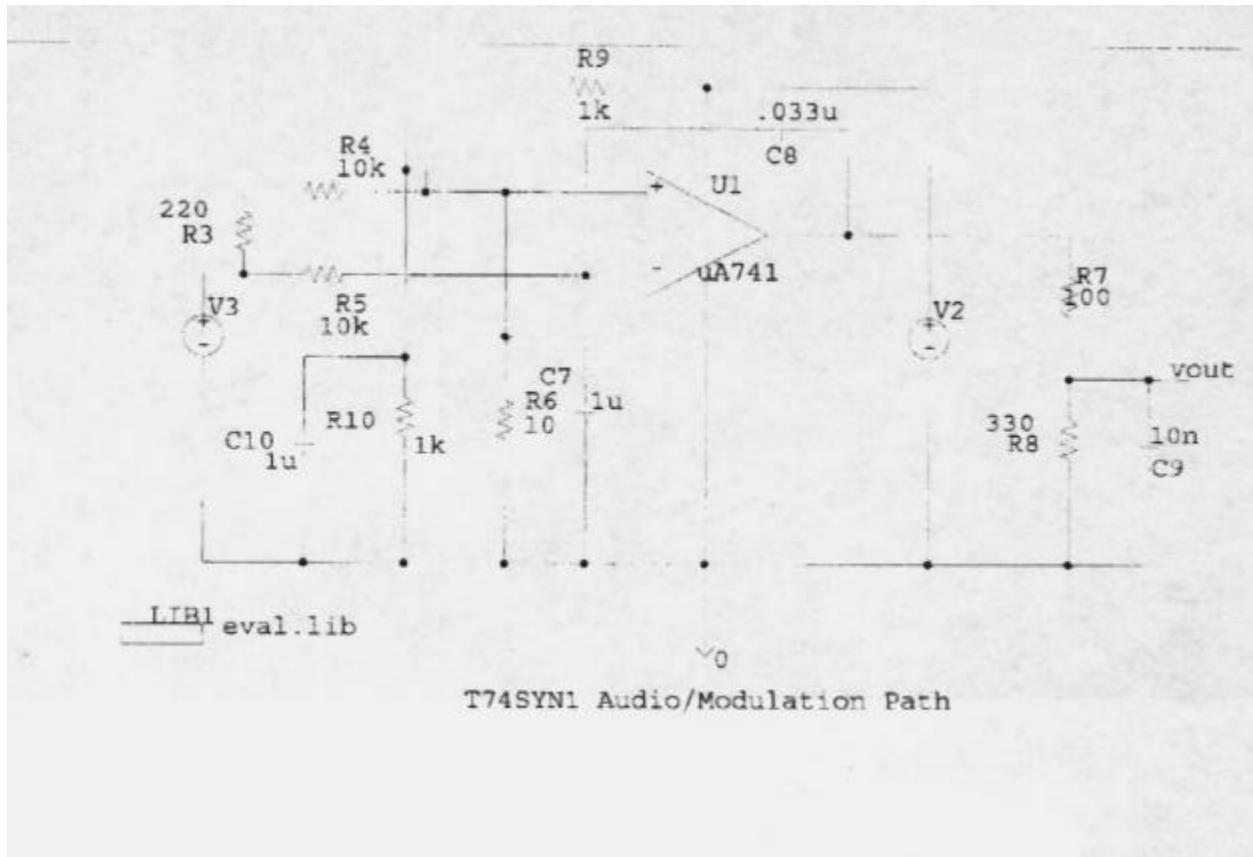 R9
1k
.033u
C8
R4
10k
U1
+
220
R3
-
uA741
R7
100
V3
+
-
R5
10k
V2
+
-
vout
C7
R6
10
1u
R10
1k
C10
1u
330
R8
10n
C9
LIB1
eval.lib
0
T74SYN1 Audio/Modulation Path